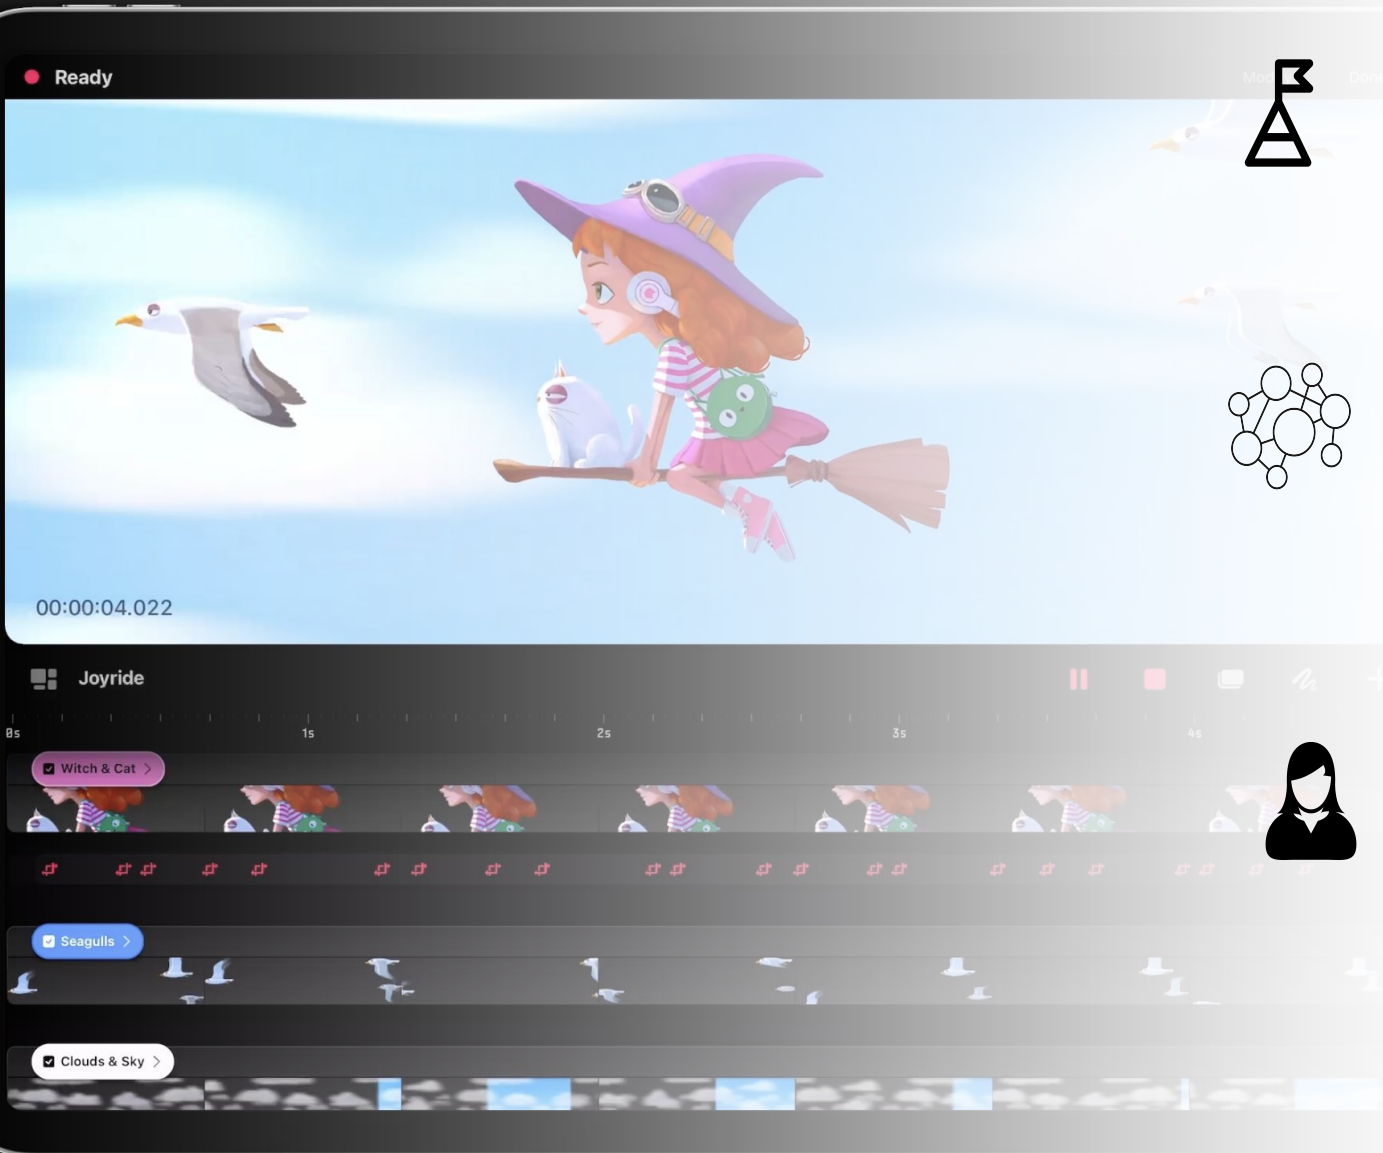 Ready
00:00:04.022
Joyride
0s 1s 2s 3s 4s
Witch & Cat
Seagulls
Clouds & Sky